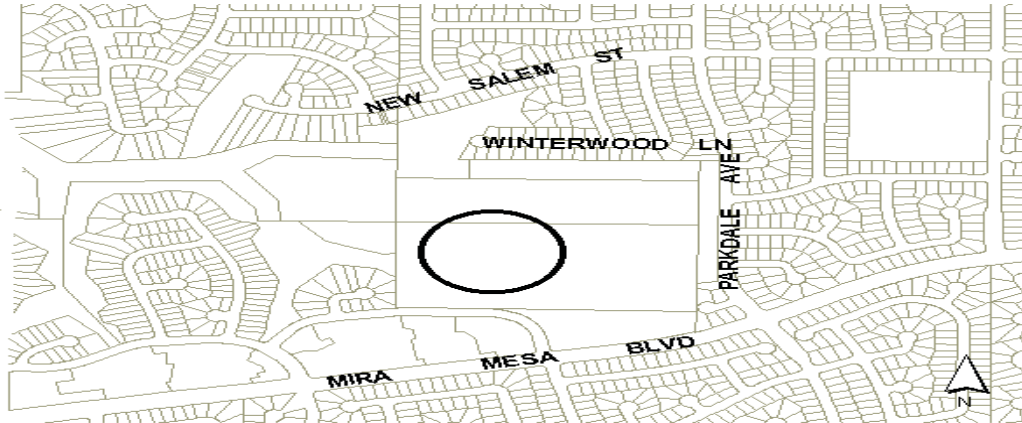 NEW SALEM ST
WINTERWOOD LN
PARKDALE AVE
MIRA MESA BLVD
N